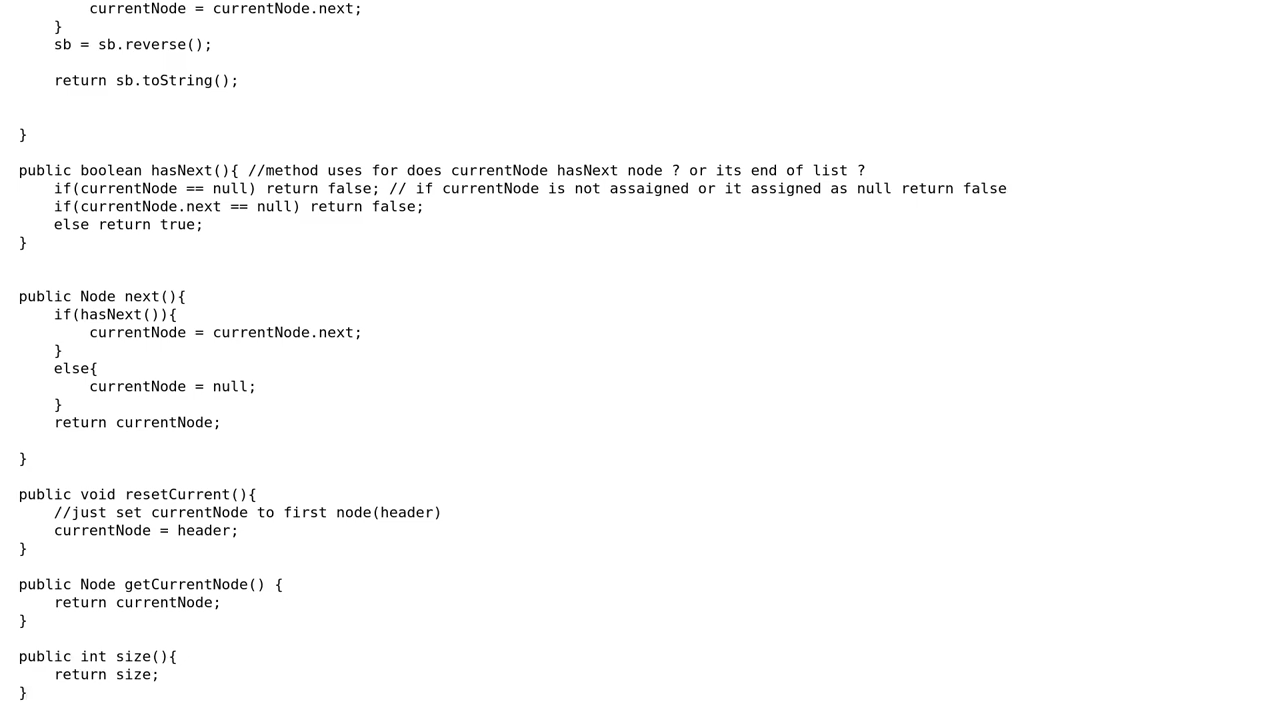 currentNode = currentNode.next;
}
sb = sb.reverse();
return sb.toString();
}
public boolean hasNext(){ //method uses for does currentNode hasNext node ? or its end of list ?
if(currentNode == null) return false; // if currentNode is not assaigned or it assigned as null return false
if(currentNode.next == null) return false;
else return true;
}
public Node next(){
if(hasNext()){
currentNode = currentNode.next;
}
else{
currentNode = null;
}
return currentNode;
}
public void resetCurrent(){
//just set currentNode to first node(header)
currentNode = header;
}
public Node getCurrentNode() {
return currentNode;
}
public int size(){
return size;
}